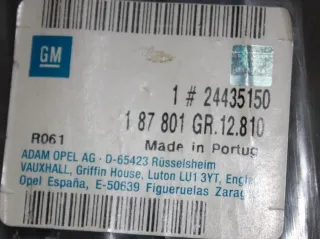 GM
1 # 24435150
1 87 801 GR.12.810
R061 Made in Portug
ADAM OPEL AG · D-65423 Rüsselsheim
VAUXHALL, Griffin House, Luton LU1 3YT, Engla
Opel España, E-50639 Figueruelas Zarag